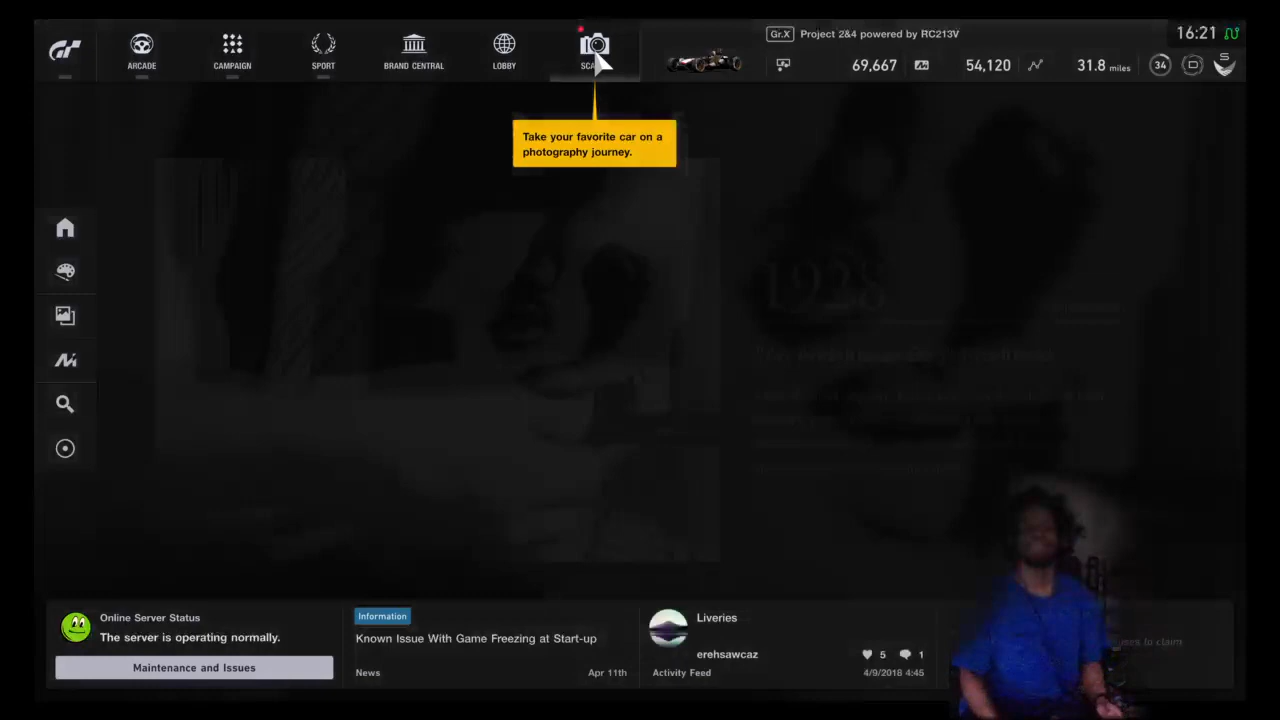 Gr.X Project 2&4 powered by RC213V
16:21
ARCADE
CAMPAIGN
SPORT
BRAND CENTRAL
LOBBY
69,667
54,120
31.8 miles
34
Take your favorite car on a
photography journey.
1928
Online Server Status
The server is operating normally.
Maintenance and Issues
Information
Known Issue With Game Freezing at Start-up
News
Apr 11th
Liveries
erehsawcaz
5
1
Activity Feed
4/9/2018 4:45
to claim